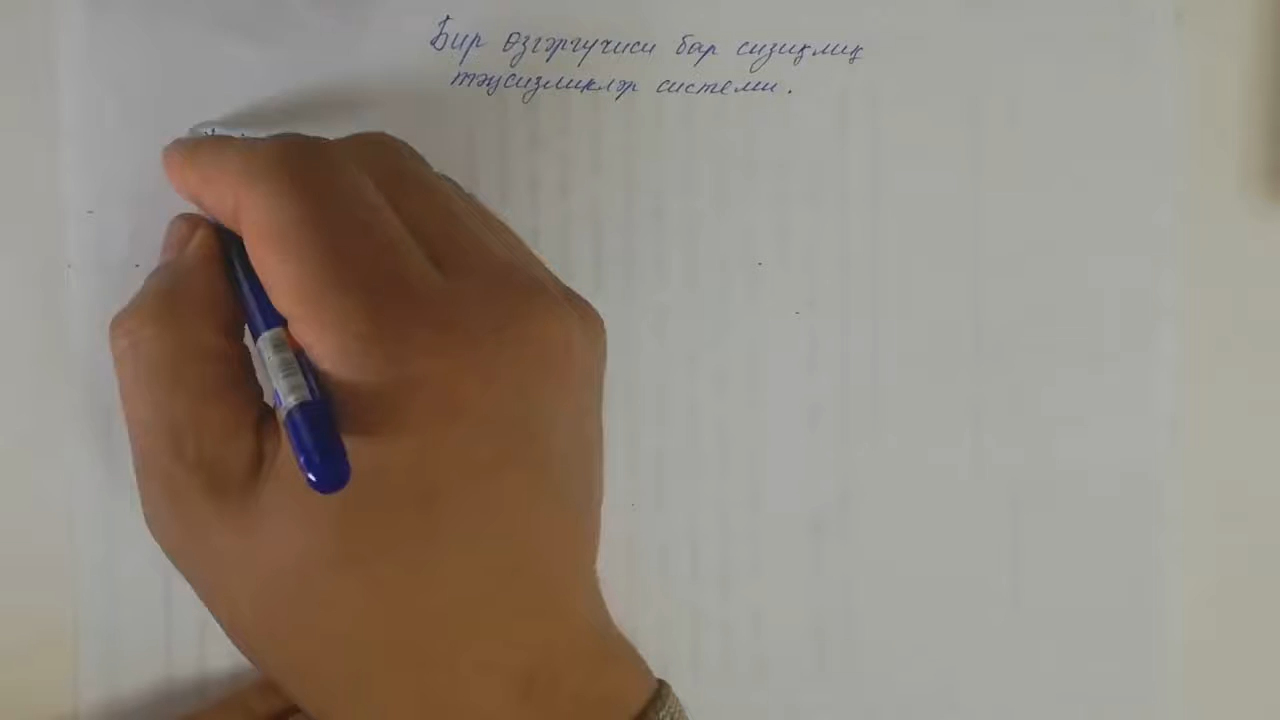 Бир өзгәргүчиси бар сизиқлиқ
тәңсизликләр системи.